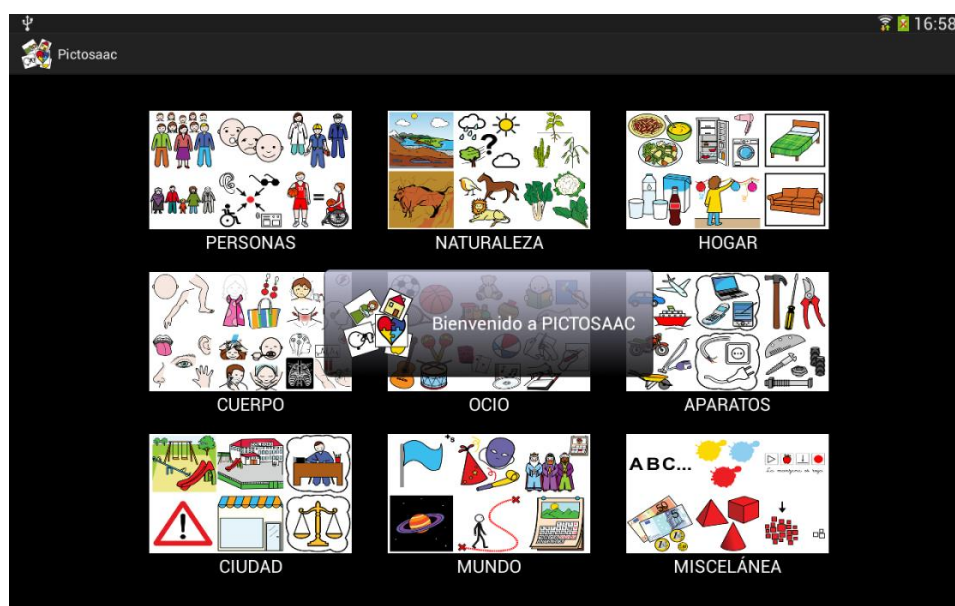 16:58
Pictosaac
PERSONAS
NATURALEZA
HOGAR
Bienvenido a PICTOSAAC
CUERPO
OCIO
APARATOS
+s
ABC...
CIUDAD
MUNDO
MISCELÁNEA